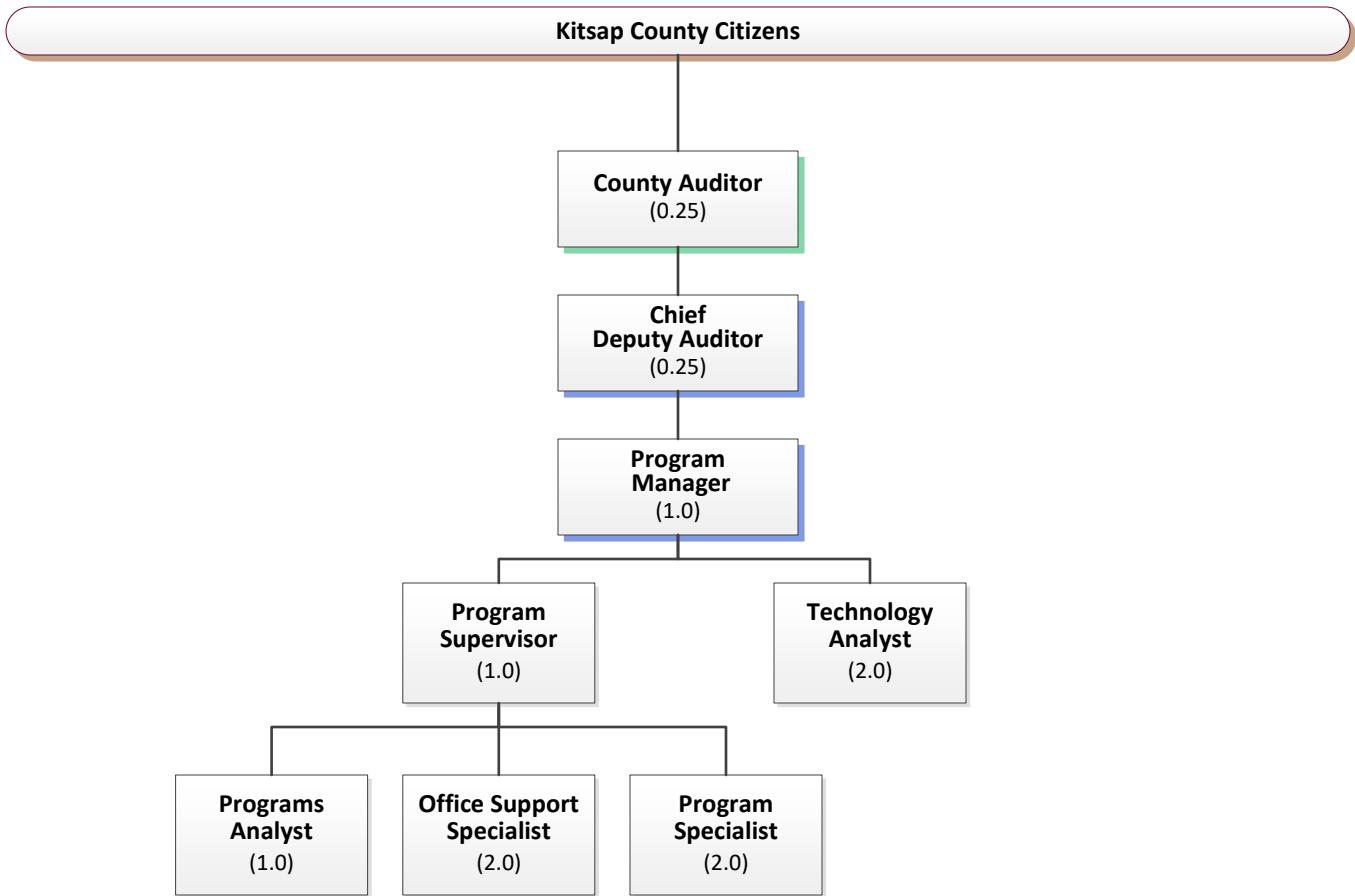 Kitsap County Citizens
County Auditor
(0.25)
Chief
Deputy Auditor
(0.25)
Program
Manager
(1.0)
Program
Supervisor
(1.0)
Technology
Analyst
(2.0)
Programs
Analyst
(1.0)
Office Support
Specialist
(2.0)
Program
Specialist
(2.0)